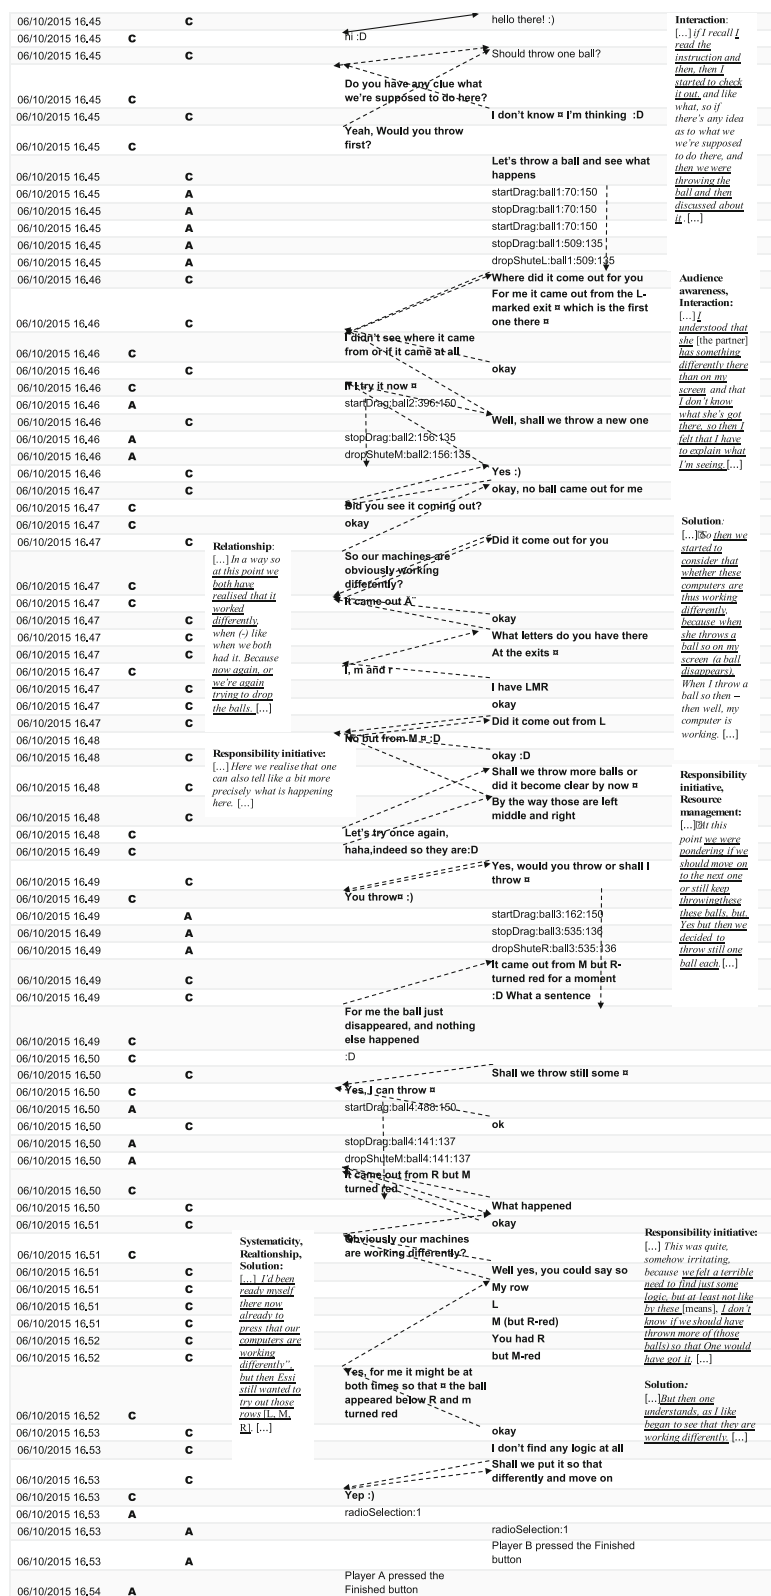 06/10/2015 16.45 C hello there! :)
06/10/2015 16.45 C hi :D
06/10/2015 16.45 C Should throw one ball?
Do you have any clue what
06/10/2015 16.45 C we're supposed to do here?
06/10/2015 16.45 C I don't know ¤ I'm thinking :D
Yeah, Would you throw
06/10/2015 16.45 C first?
Let's throw a ball and see what
06/10/2015 16.45 C happens
06/10/2015 16.45 A startDrag:ball1:70:150
06/10/2015 16.45 A stopDrag:ball1:70:150
06/10/2015 16.45 A startDrag:ball1:70:150
06/10/2015 16.45 A stopDrag:ball1:509:135
06/10/2015 16.45 A dropShuteL:ball1:509:135
06/10/2015 16.46 C Where did it come out for you
For me it came out from the L-
marked exit ¤ which is the first
06/10/2015 16.46 C one there ¤
I didn't see where it came
06/10/2015 16.46 C from or if it came at all
06/10/2015 16.46 C okay
06/10/2015 16.46 C If I try it now ¤
06/10/2015 16.46 A startDrag:ball2:396:150
06/10/2015 16.46 C Well, shall we throw a new one
06/10/2015 16.46 A stopDrag:ball2:156:135
06/10/2015 16.46 A dropShuteM:ball2:156:135
06/10/2015 16.46 C Yes :)
06/10/2015 16.47 C okay, no ball came out for me
06/10/2015 16.47 C Did you see it coming out?
06/10/2015 16.47 C okay
06/10/2015 16.47 C Did it come out for you
So our machines are
obviously working
06/10/2015 16.47 C differently?
06/10/2015 16.47 C It came out Ä¨
06/10/2015 16.47 C okay
06/10/2015 16.47 C What letters do you have there
06/10/2015 16.47 C At the exits ¤
06/10/2015 16.47 C l, m and r
06/10/2015 16.47 C I have LMR
06/10/2015 16.47 C okay
06/10/2015 16.47 C Did it come out from L
06/10/2015 16.48 C No but from M ¤ :D
06/10/2015 16.48 C okay :D
Shall we throw more balls or
06/10/2015 16.48 C did it become clear by now ¤
By the way those are left
06/10/2015 16.48 C middle and right
06/10/2015 16.48 C Let's try once again,
06/10/2015 16.49 C haha,indeed so they are:D
Yes, would you throw or shall I
06/10/2015 16.49 C throw ¤
06/10/2015 16.49 C You throw¤ :)
06/10/2015 16.49 A startDrag:ball3:162:150
06/10/2015 16.49 A stopDrag:ball3:535:136
06/10/2015 16.49 A dropShuteR:ball3:535:136
It came out from M but R-
06/10/2015 16.49 C turned red for a moment
06/10/2015 16.49 C :D What a sentence
For me the ball just
disappeared, and nothing
06/10/2015 16.49 C else happened
06/10/2015 16.50 C :D
06/10/2015 16.50 C Shall we throw still some ¤
06/10/2015 16.50 C Yes, I can throw ¤
06/10/2015 16.50 A startDrag:ball4:488:150
06/10/2015 16.50 C ok
06/10/2015 16.50 A stopDrag:ball4:141:137
06/10/2015 16.50 A dropShuteM:ball4:141:137
It came out from R but M
06/10/2015 16.50 C turned red
06/10/2015 16.50 C What happened
06/10/2015 16.51 C okay
Obviously our machines
06/10/2015 16.51 C are working differently?
06/10/2015 16.51 C Well yes, you could say so
06/10/2015 16.51 C My row
06/10/2015 16.51 C L
06/10/2015 16.51 C M (but R-red)
06/10/2015 16.52 C You had R
06/10/2015 16.52 C but M-red
Yes, for me it might be at
both times so that ¤ the ball
appeared below R and m
06/10/2015 16.52 C turned red
06/10/2015 16.53 C okay
06/10/2015 16.53 C I don't find any logic at all
Shall we put it so that
06/10/2015 16.53 C differently and move on
06/10/2015 16.53 C Yep :)
06/10/2015 16.53 A radioSelection:1
06/10/2015 16.53 A radioSelection:1
Player B pressed the Finished
06/10/2015 16.53 A button
Player A pressed the
06/10/2015 16.54 A Finished button
Relationship:
[...] In a way so
at this point we
both have
realised that it
worked
differently,
when (-) like
when we both
had it. Because
now again, or
we're again
trying to drop
the balls. [...]
Responsibility initiative:
[...] Here we realise that one
can also tell like a bit more
precisely what is happening
here. [...]
Systematicity,
Realtionship,
Solution:
[...] I'd been
ready myself
there now
already to
press that our
computers are
working
differently",
but then Essi
still wanted to
try out those
rows [L, M,
R]. [...]
Interaction:
[...] if I recall I
read the
instruction and
then, then I
started to check
it out, and like
what, so if
there's any idea
as to what we
we're supposed
to do there, and
then we were
throwing the
ball and then
discussed about
it. [...]
Audience
awareness,
Interaction:
[...] I
understood that
she [the partner]
has something
differently there
than on my
screen and that
I don't know
what she's got
there, so then I
felt that I have
to explain what
I'm seeing. [...]
Solution:
[...] So then we
started to
consider that
whether these
computers are
thus working
differently,
because when
she throws a
ball so on my
screen (a ball
disappears).
When I throw a
ball so then –
then well, my
computer is
working. [...]
Responsibility
initiative,
Resource
management:
[...] At this
point we were
pondering if we
should move on
to the next one
or still keep
throwingthese
these balls, but.
Yes but then we
decided to
throw still one
ball each. [...]
Responsibility initiative:
[...] This was quite,
somehow irritating,
because we felt a terrible
need to find just some
logic, but at least not like
by these [means], I don't
know if we should have
thrown more of (those
balls) so that One would
have got it. [...]
Solution:
[...]But then one
understands, as I like
began to see that they are
working differently. [...]